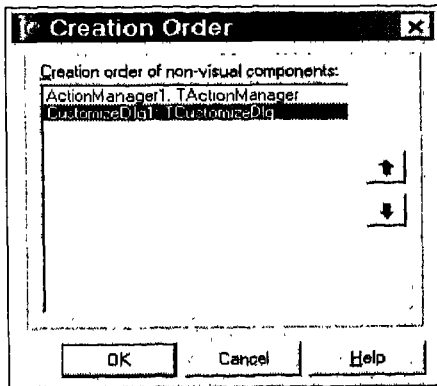 Creation Order
Creation order of non-visual components:
ActionManager1: TActionManager
CustomizeDlg1: TCustomizeDlg
OK
Cancel
Help